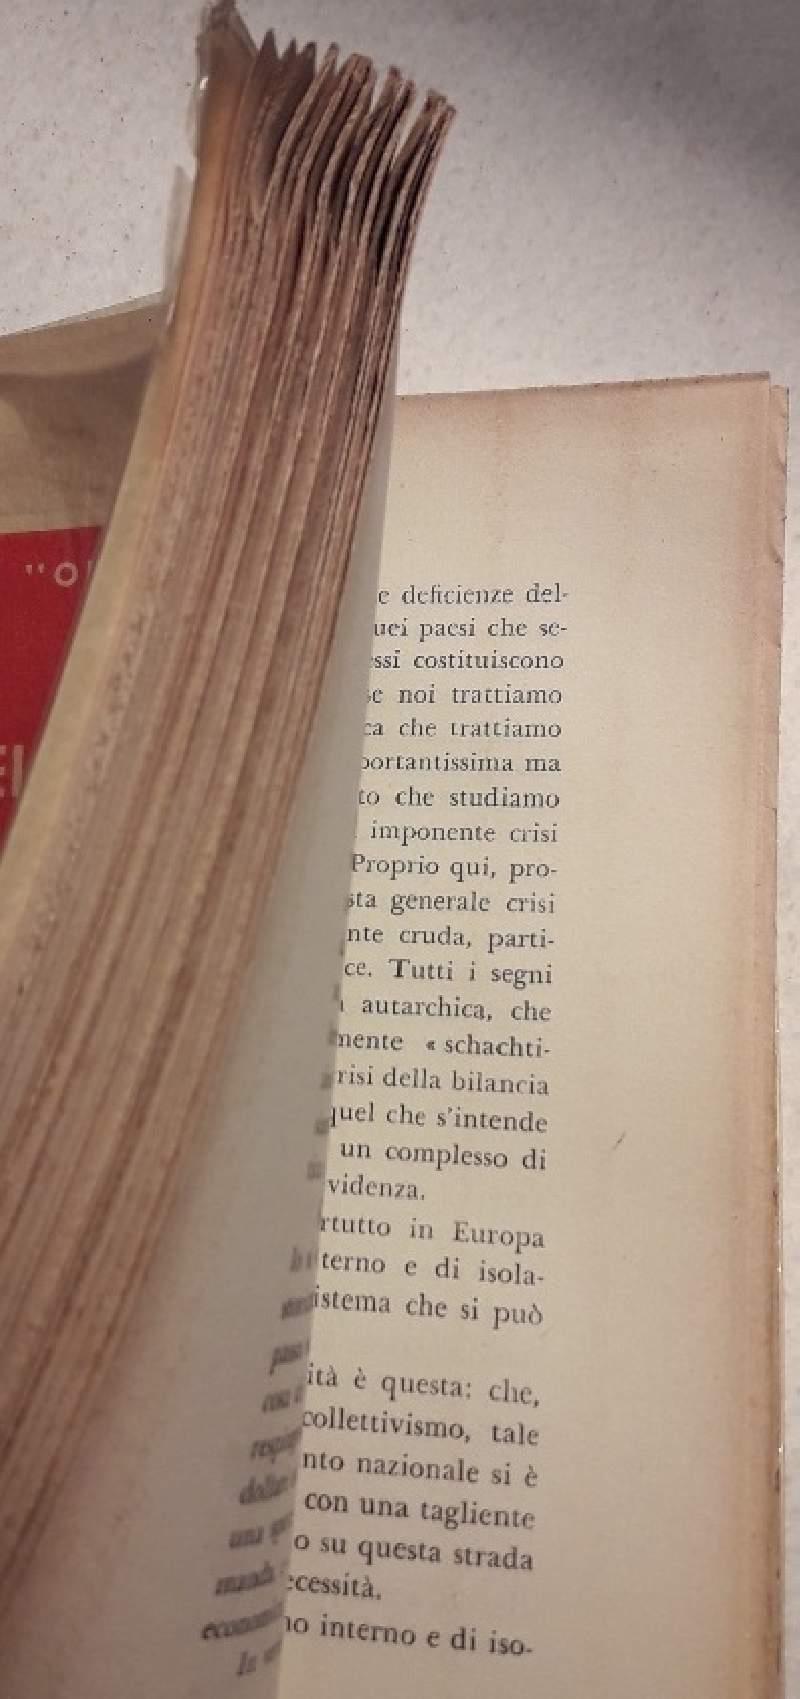 "O
e deficienze del-
uei paesi che se-
essi costituiscono
se noi trattiamo
ca che trattiamo
portantissima ma
to che studiamo
imponente crisi
Proprio qui, pro-
sta generale crisi
nte cruda, parti-
ce. Tutti i segni
autarchica, che
mente « schachti-
risi della bilancia
quel che s'intende
un complesso di
videnza.
rtutto in Europa
terno e di isola-
istema che si può
ità è questa: che,
collettivismo, tale
nto nazionale si è
con una tagliente
o su questa strada
ecessità.
no interno e di iso-